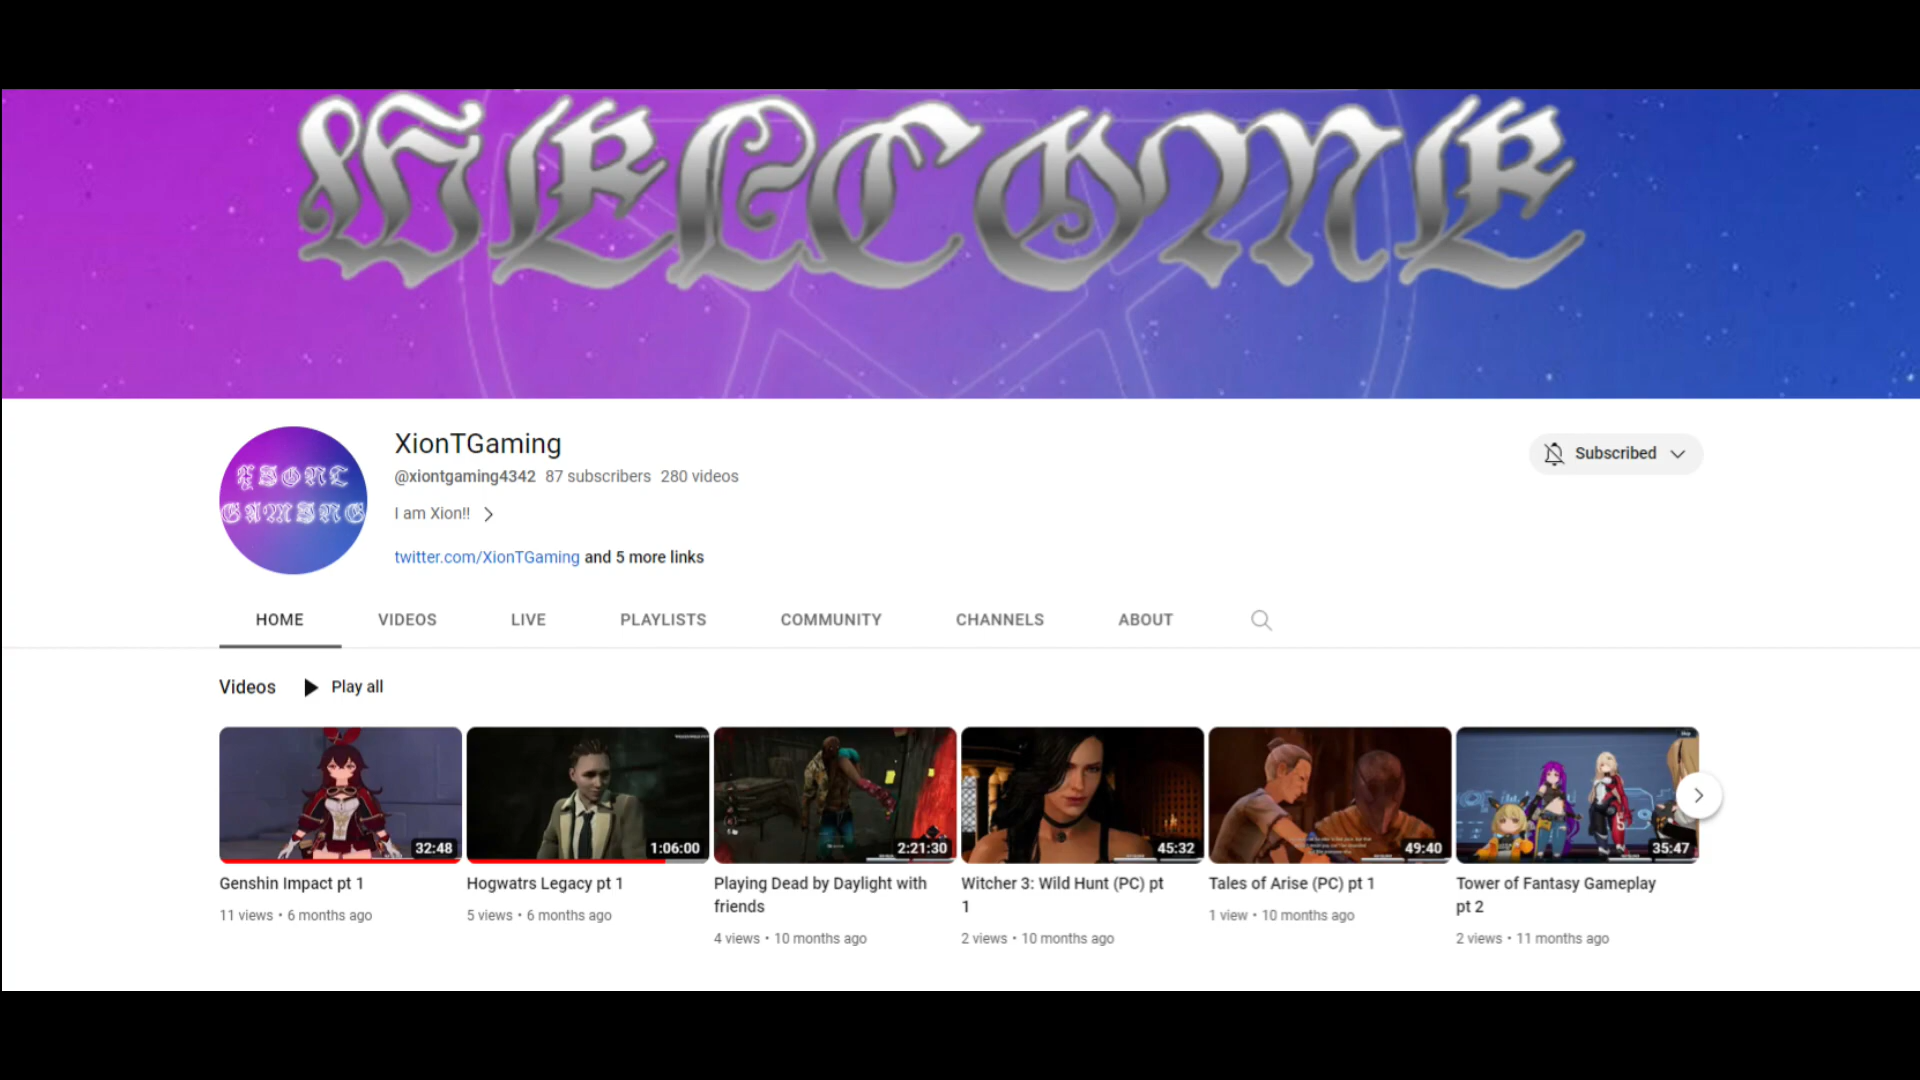 WELCOME
XIONT
GAMING
XionTGaming
@xiontgaming4342 87 subscribers 280 videos
I am Xion!!
twitter.com/XionTGaming and 5 more links
Subscribed
HOME VIDEOS LIVE PLAYLISTS COMMUNITY CHANNELS ABOUT
Videos Play all
32:48 1:06:00 2:21:30 45:32 49:40 35:47
Genshin Impact pt 1
11 views • 6 months ago
Hogwatrs Legacy pt 1
5 views • 6 months ago
Playing Dead by Daylight with
friends
4 views • 10 months ago
Witcher 3: Wild Hunt (PC) pt
1
2 views • 10 months ago
Tales of Arise (PC) pt 1
1 view • 10 months ago
Tower of Fantasy Gameplay
pt 2
2 views • 11 months ago